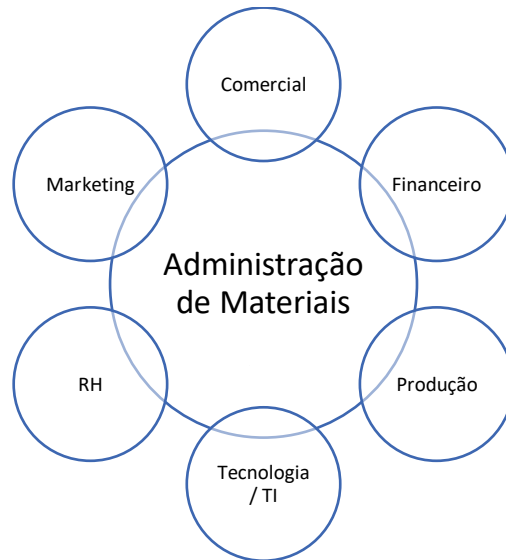 Comercial
Marketing
Financeiro
Administração
de Materiais
RH
Produção
Tecnologia
/ TI